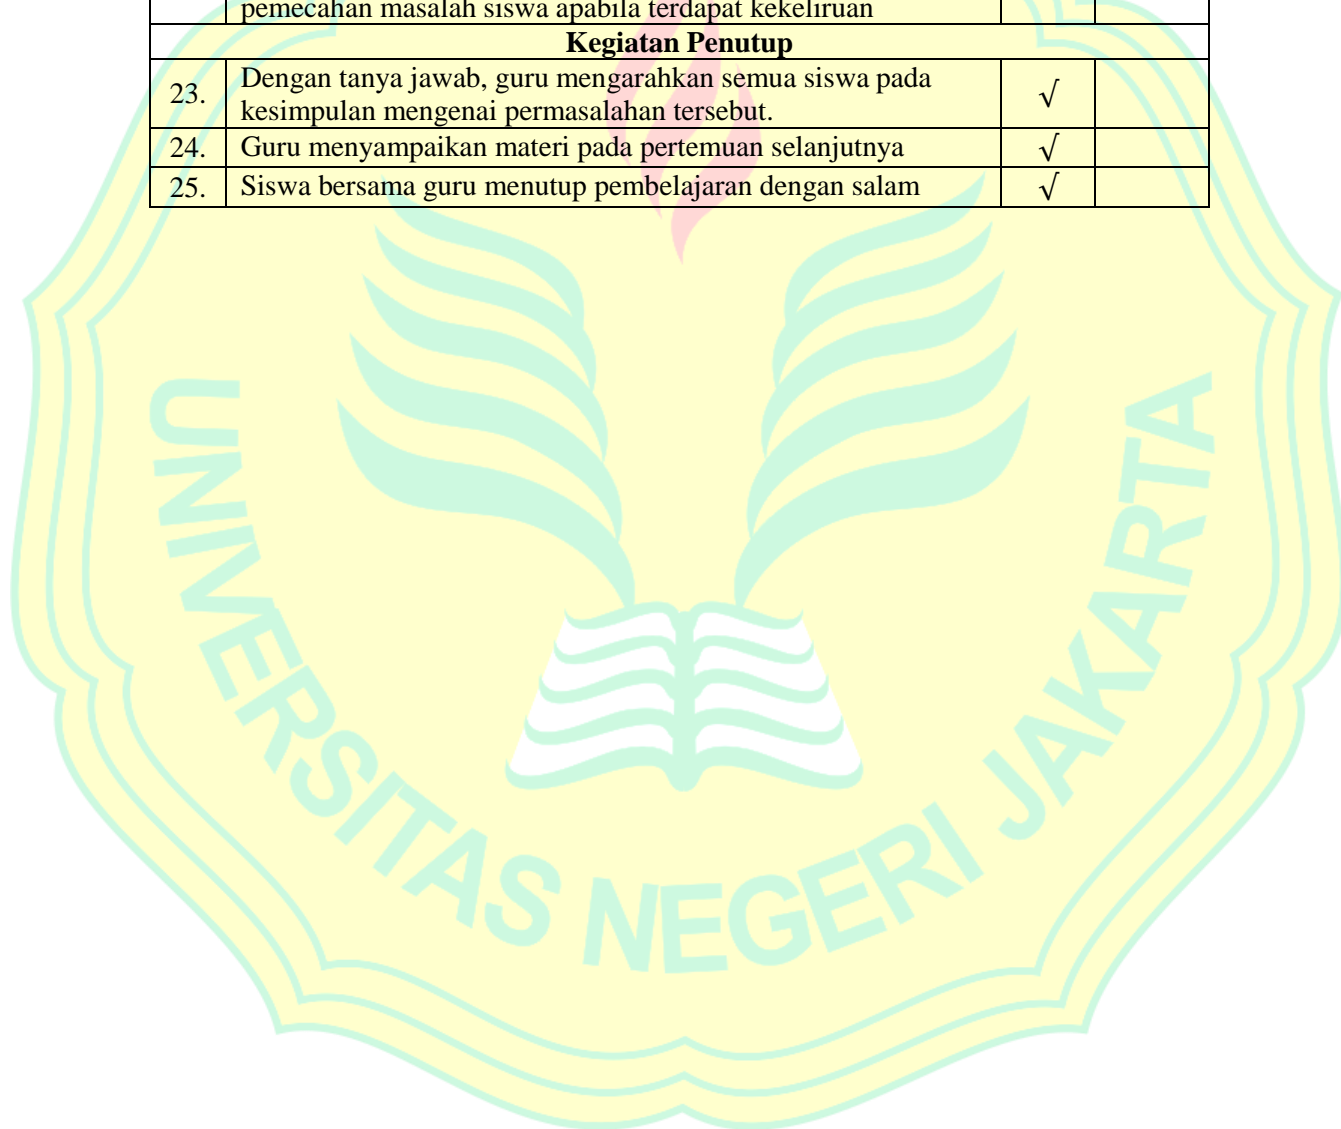 pemecahan masalah siswa apabila terdapat kekeliruan
Kegiatan Penutup
23. Dengan tanya jawab, guru mengarahkan semua siswa pada
kesimpulan mengenai permasalahan tersebut. √
24. Guru menyampaikan materi pada pertemuan selanjutnya √
25. Siswa bersama guru menutup pembelajaran dengan salam √
UNIVERSITAS NEGERI JAKARTA